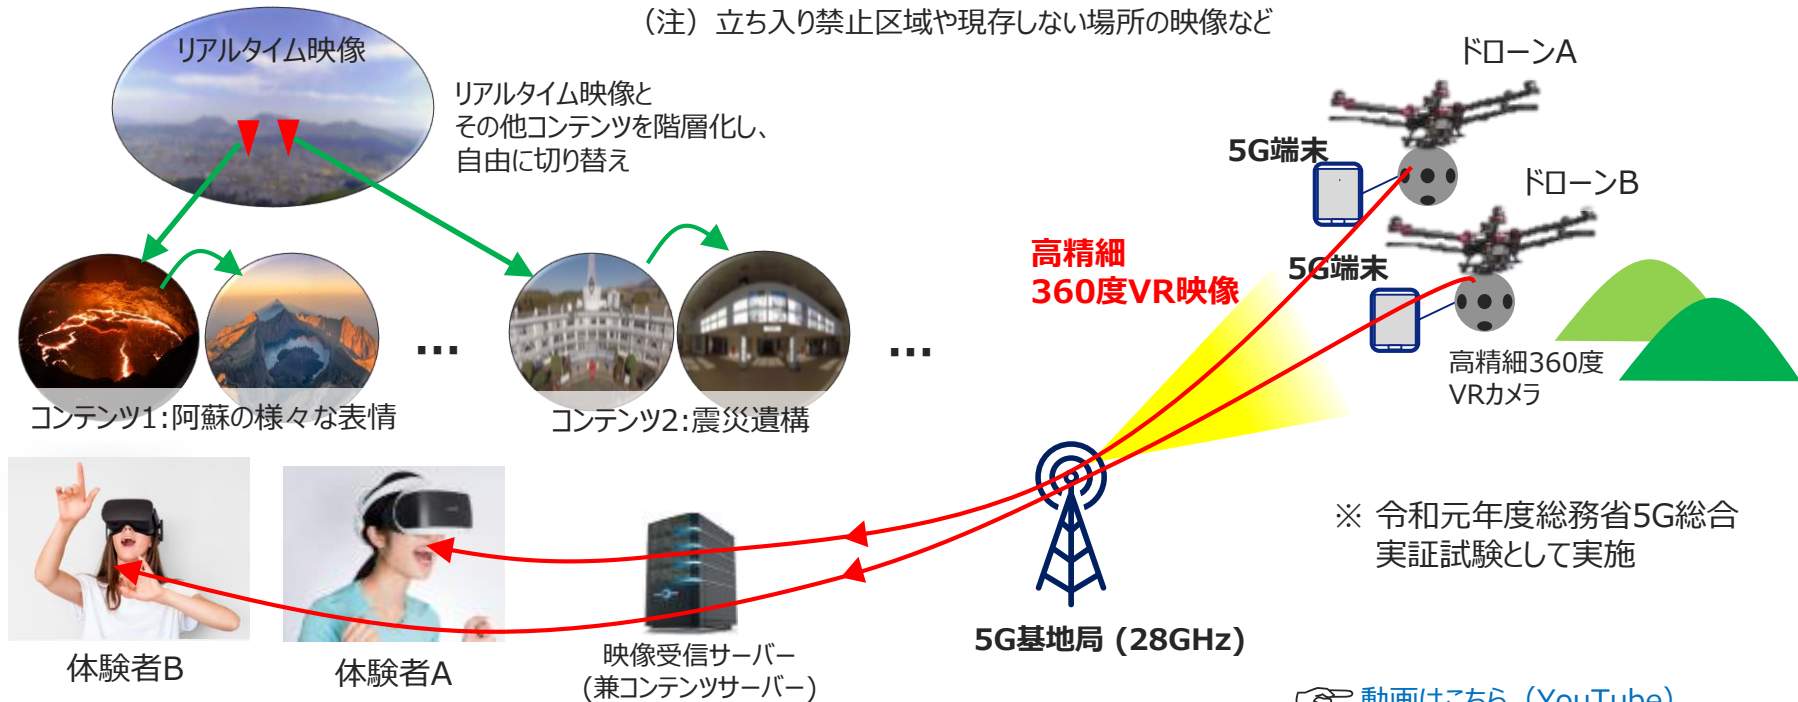 （注）立ち入り禁止区域や現存しない場所の映像など
リアルタイム映像
リアルタイム映像と
その他コンテンツを階層化し、
自由に切り替え
ドローンA
5G端末
ドローンB
5G端末
高精細
360度VR映像
高精細360度
VRカメラ
...
...
コンテンツ1:阿蘇の様々な表情
コンテンツ2:震災遺構
※ 令和元年度総務省5G総合
実証試験として実施
5G基地局 (28GHz)
体験者B
体験者A
映像受信サーバー
(兼コンテンツサーバー)
動画はこちら（YouTube）